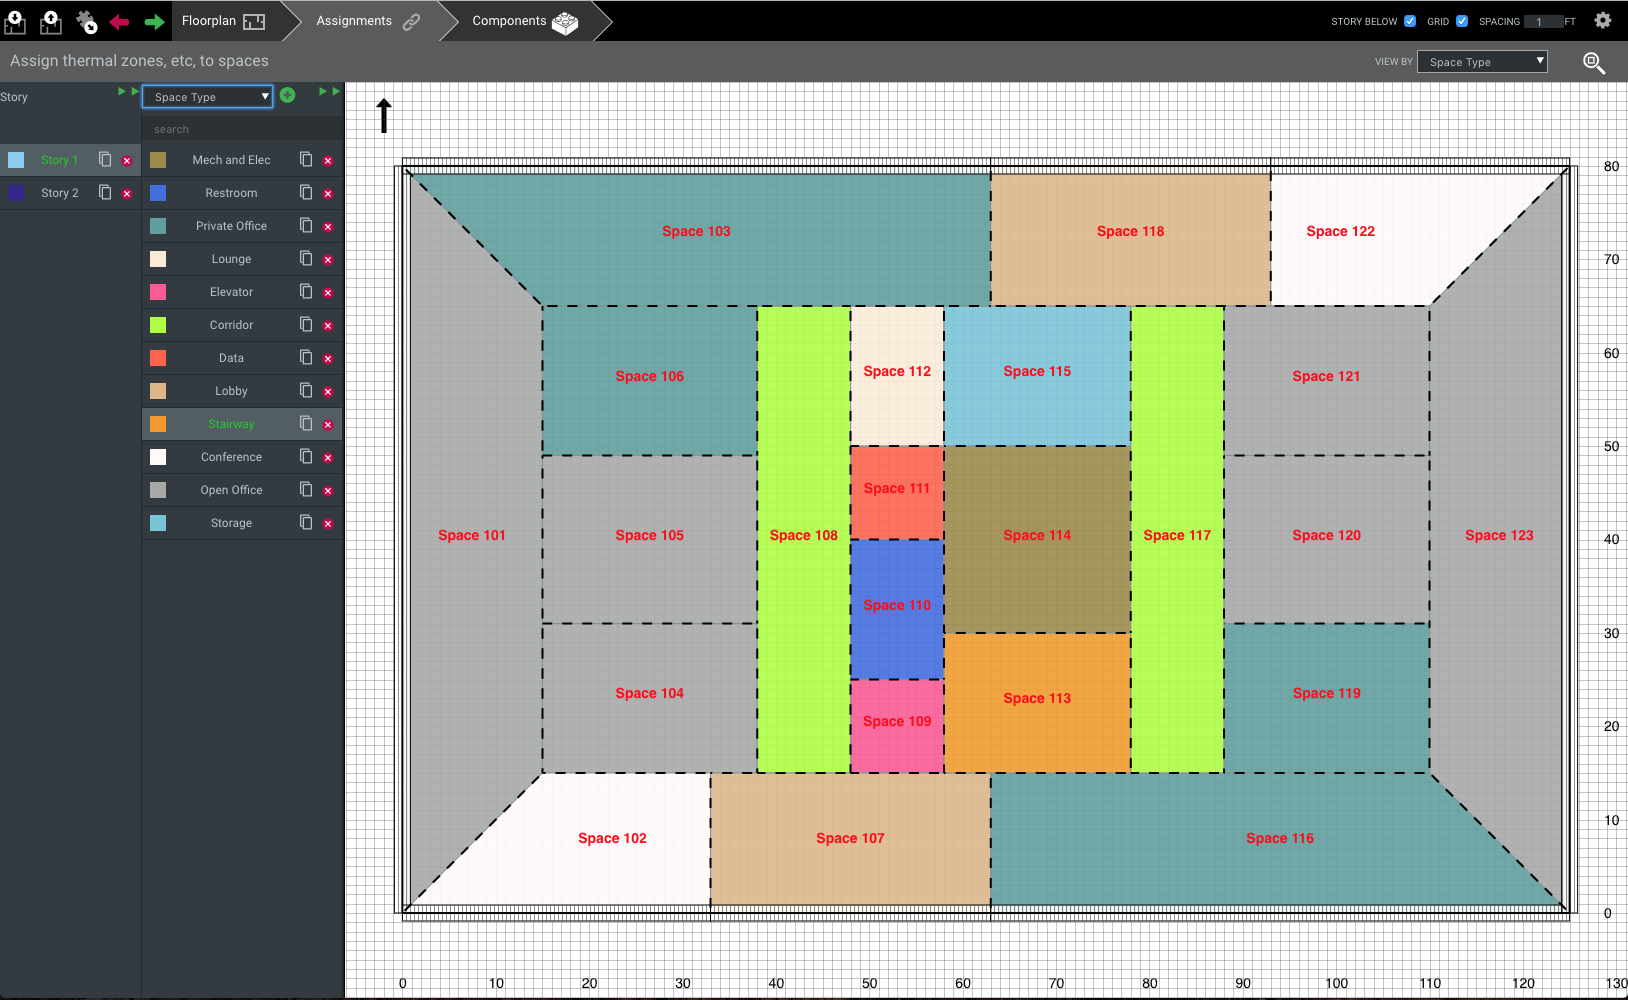 Floorplan
Assignments
Components
STORY BELOW GRID SPACING 1 FT
Assign thermal zones, etc, to spaces
VIEW BY Space Type
Story
Space Type
search
Story 1
Story 2
Mech and Elec
Restroom
Private Office
Lounge
Elevator
Corridor
Data
Lobby
Stairway
Conference
Open Office
Storage
Space 103
Space 118
Space 122
Space 106
Space 112
Space 115
Space 121
Space 111
Space 101
Space 105
Space 108
Space 114
Space 117
Space 120
Space 123
Space 110
Space 104
Space 109
Space 113
Space 119
Space 102
Space 107
Space 116
80
70
60
50
40
30
20
10
0
0 10 20 30 40 50 60 70 80 90 100 110 120 130